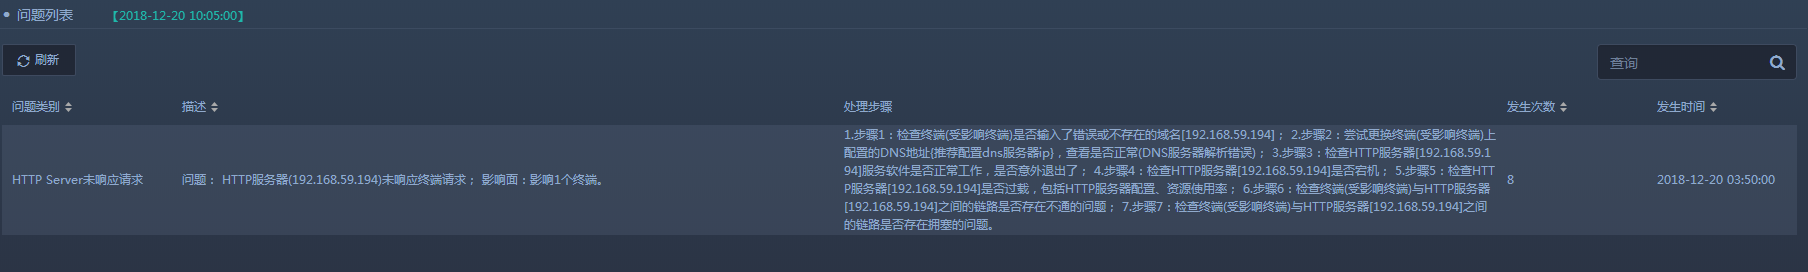 问题列表 【2018-12-20 10:05:00】
刷新
查询
问题类别 描述 处理步骤 发生次数 发生时间
1.步骤1：检查终端(受影响终端)是否输入了错误或不存在的域名[192.168.59.194]； 2.步骤2：尝试更换终端(受影响终端)上
配置的DNS地址{推荐配置dns服务器ip}，查看是否正常(DNS服务器解析错误)； 3.步骤3：检查HTTP服务器[192.168.59.1
94]服务软件是否正常工作，是否意外退出了； 4.步骤4：检查HTTP服务器[192.168.59.194]是否宕机； 5.步骤5：检查HTT
HTTP Server未响应请求 问题： HTTP服务器(192.168.59.194)未响应终端请求； 影响面：影响1个终端。 P服务器[192.168.59.194]是否过载，包括HTTP服务器配置、资源使用率； 6.步骤6：检查终端(受影响终端)与HTTP服务器 8 2018-12-20 03:50:00
[192.168.59.194]之间的链路是否存在不通的问题； 7.步骤7：检查终端(受影响终端)与HTTP服务器[192.168.59.194]之间
的链路是否存在拥塞的问题。